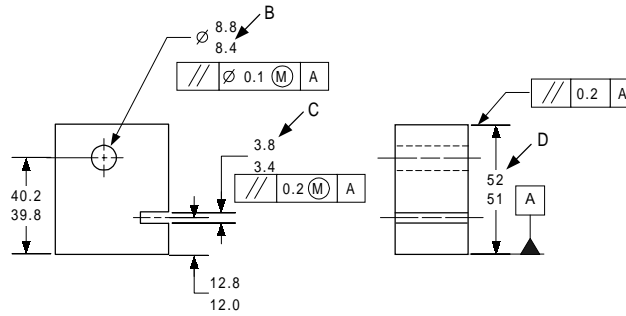 B
⌀ 8.8
8.4
// ⌀ 0.1 Ⓜ A
C
3.8
3.4
// 0.2 Ⓜ A
// 0.2 A
D
52
51
A
40.2
39.8
12.8
12.0